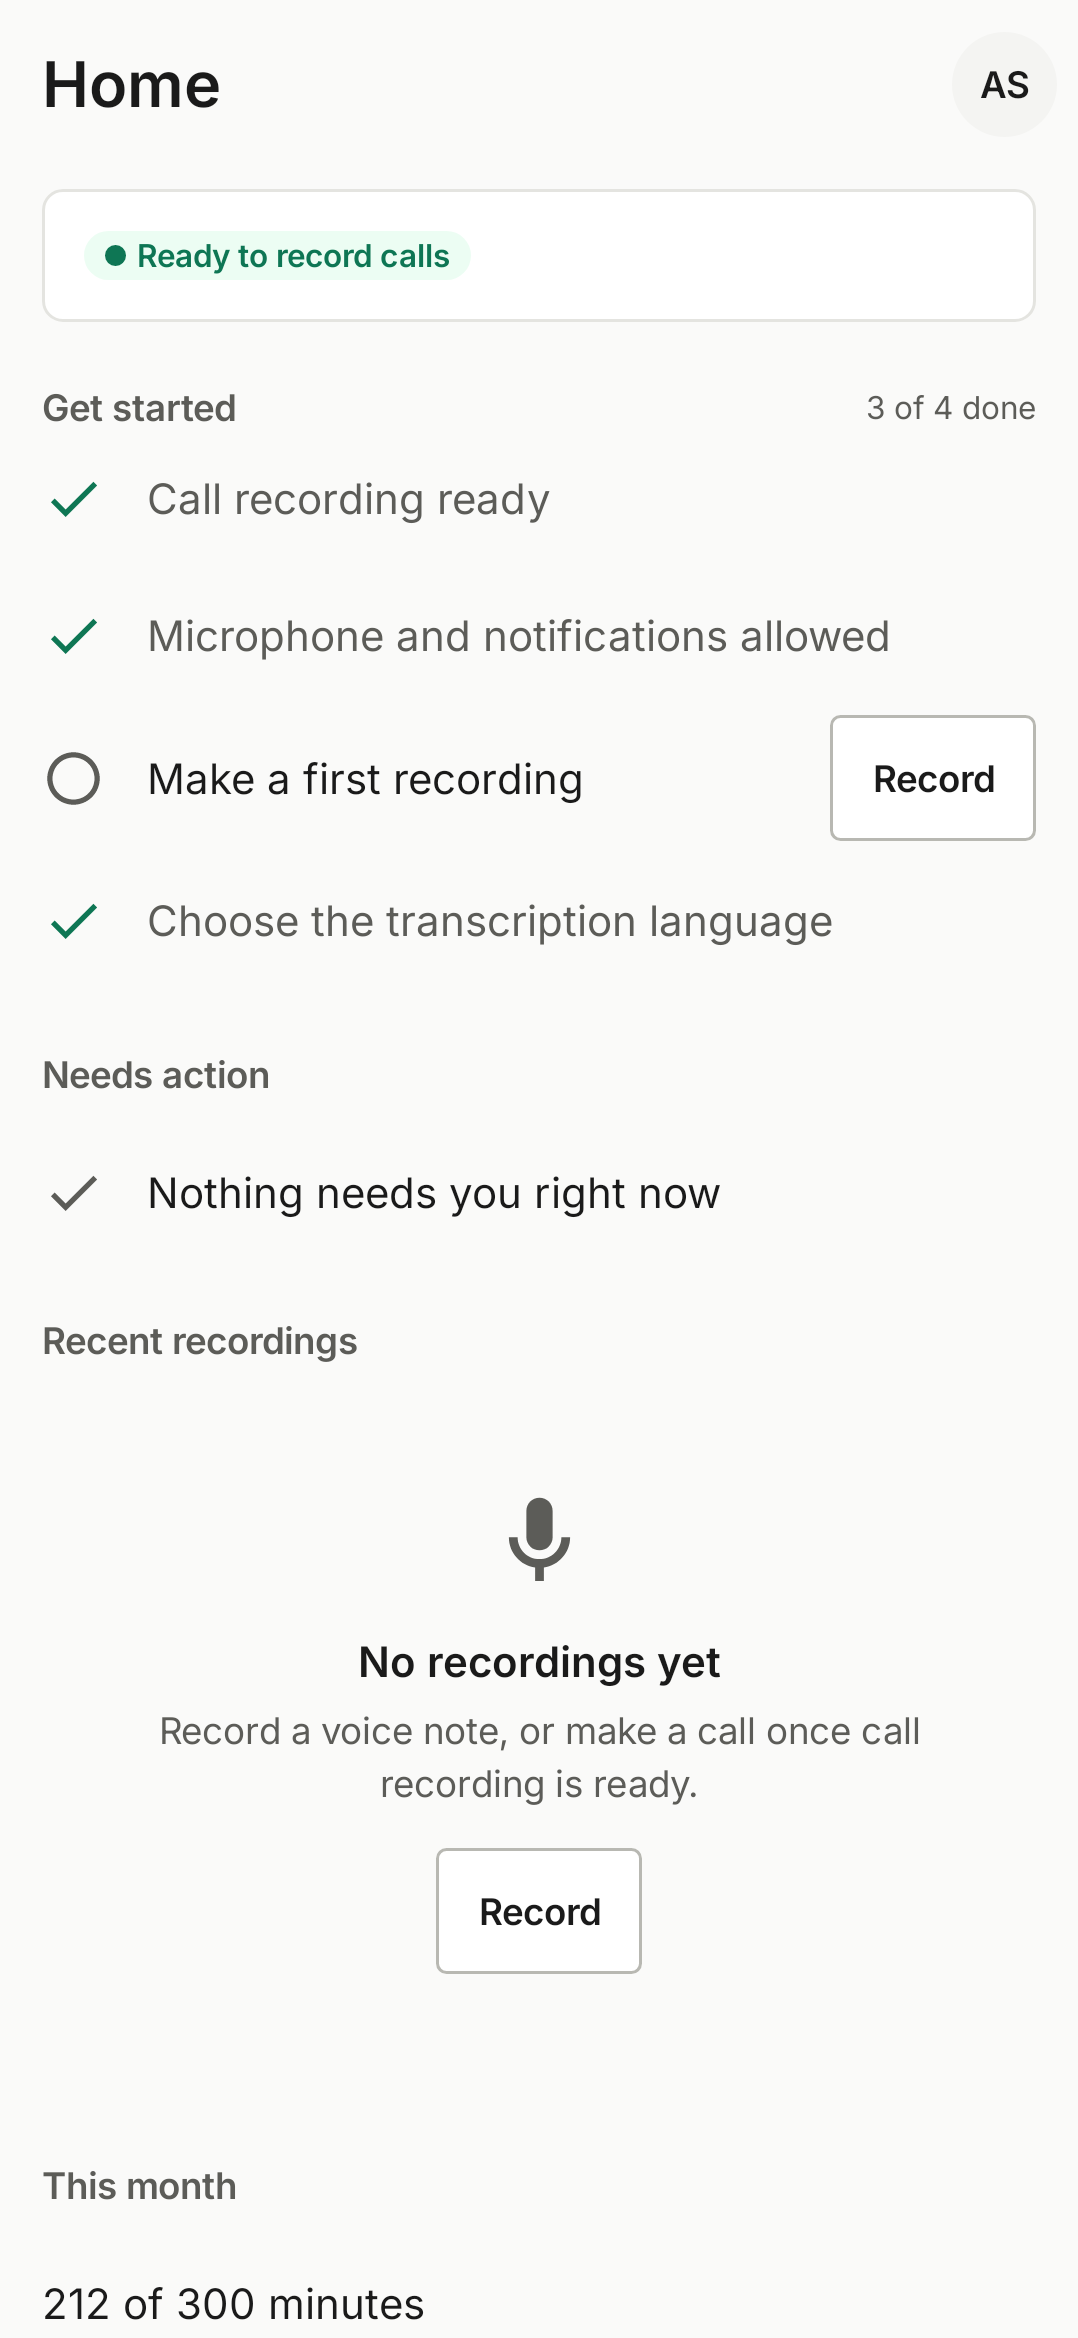 Home
AS
Ready to record calls
Get started
3 of 4 done
Call recording ready
Microphone and notifications allowed
Make a first recording
Record
Choose the transcription language
Needs action
Nothing needs you right now
Recent recordings
No recordings yet
Record a voice note, or make a call once call
recording is ready.
Record
This month
212 of 300 minutes